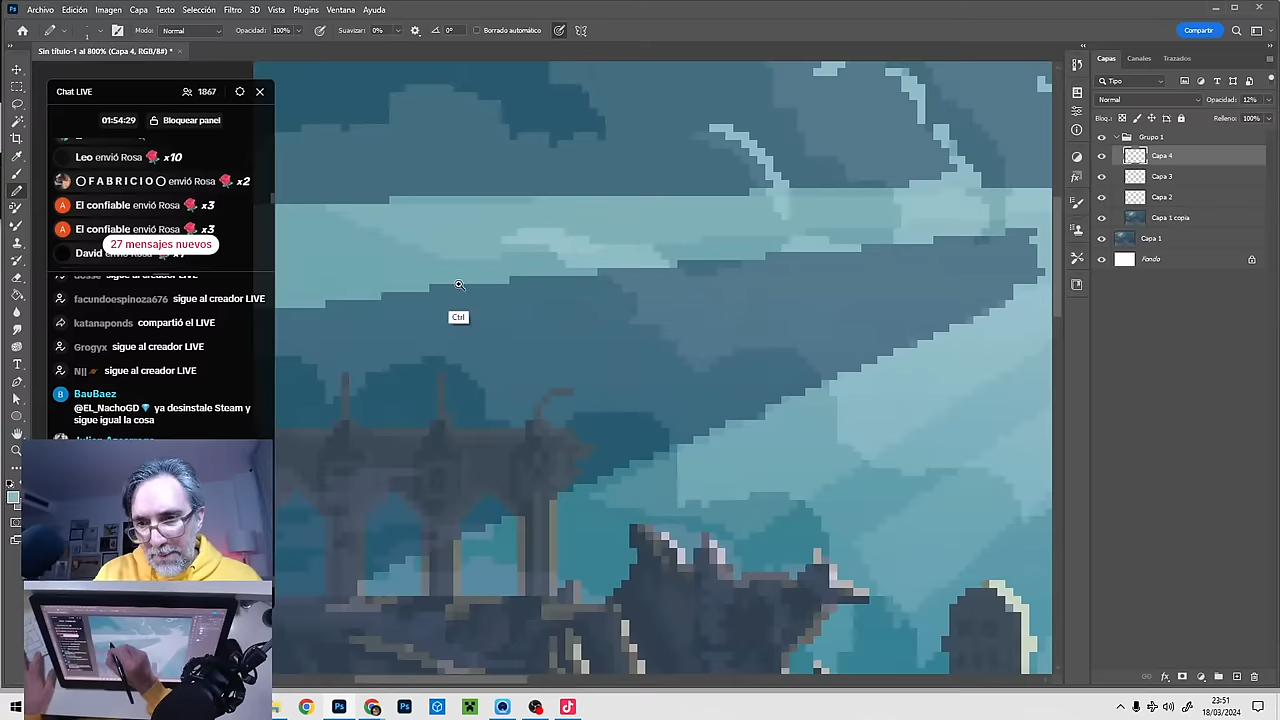 Archivo Edición Imagen Capa Texto Selección Filtro 3D Vista Plugins Ventana Ayuda
Modo: Normal Opacidad: 100% Suavizar: 0% 0° Borrado automático Compartir
Sin título-1 al 800% (Capa 4, RGB/8#) *
Chat LIVE 1867
01:54:29 Bloquear panel
Leo envió Rosa x10
FABRICIO envió Rosa x2
El confiable envió Rosa x3
El confiable envió Rosa x3
27 mensajes nuevos
David
sigue al creador LIVE
facundoespinoza676 sigue al creador LIVE
katanaponds compartió el LIVE
Grogyx sigue al creador LIVE
sigue al creador LIVE
B BauBaez
@EL_NachoGD ya desinstale Steam y
sigue igual la cosa
Ctrl
Capas Canales Trazados
Tipo
Normal Opacidad: 12%
Bloq.: Relleno: 100%
Grupo 1
Capa 4
Capa 3
Capa 2
Capa 1 copia
Capa 1
Fondo
23:51
18/03/2024